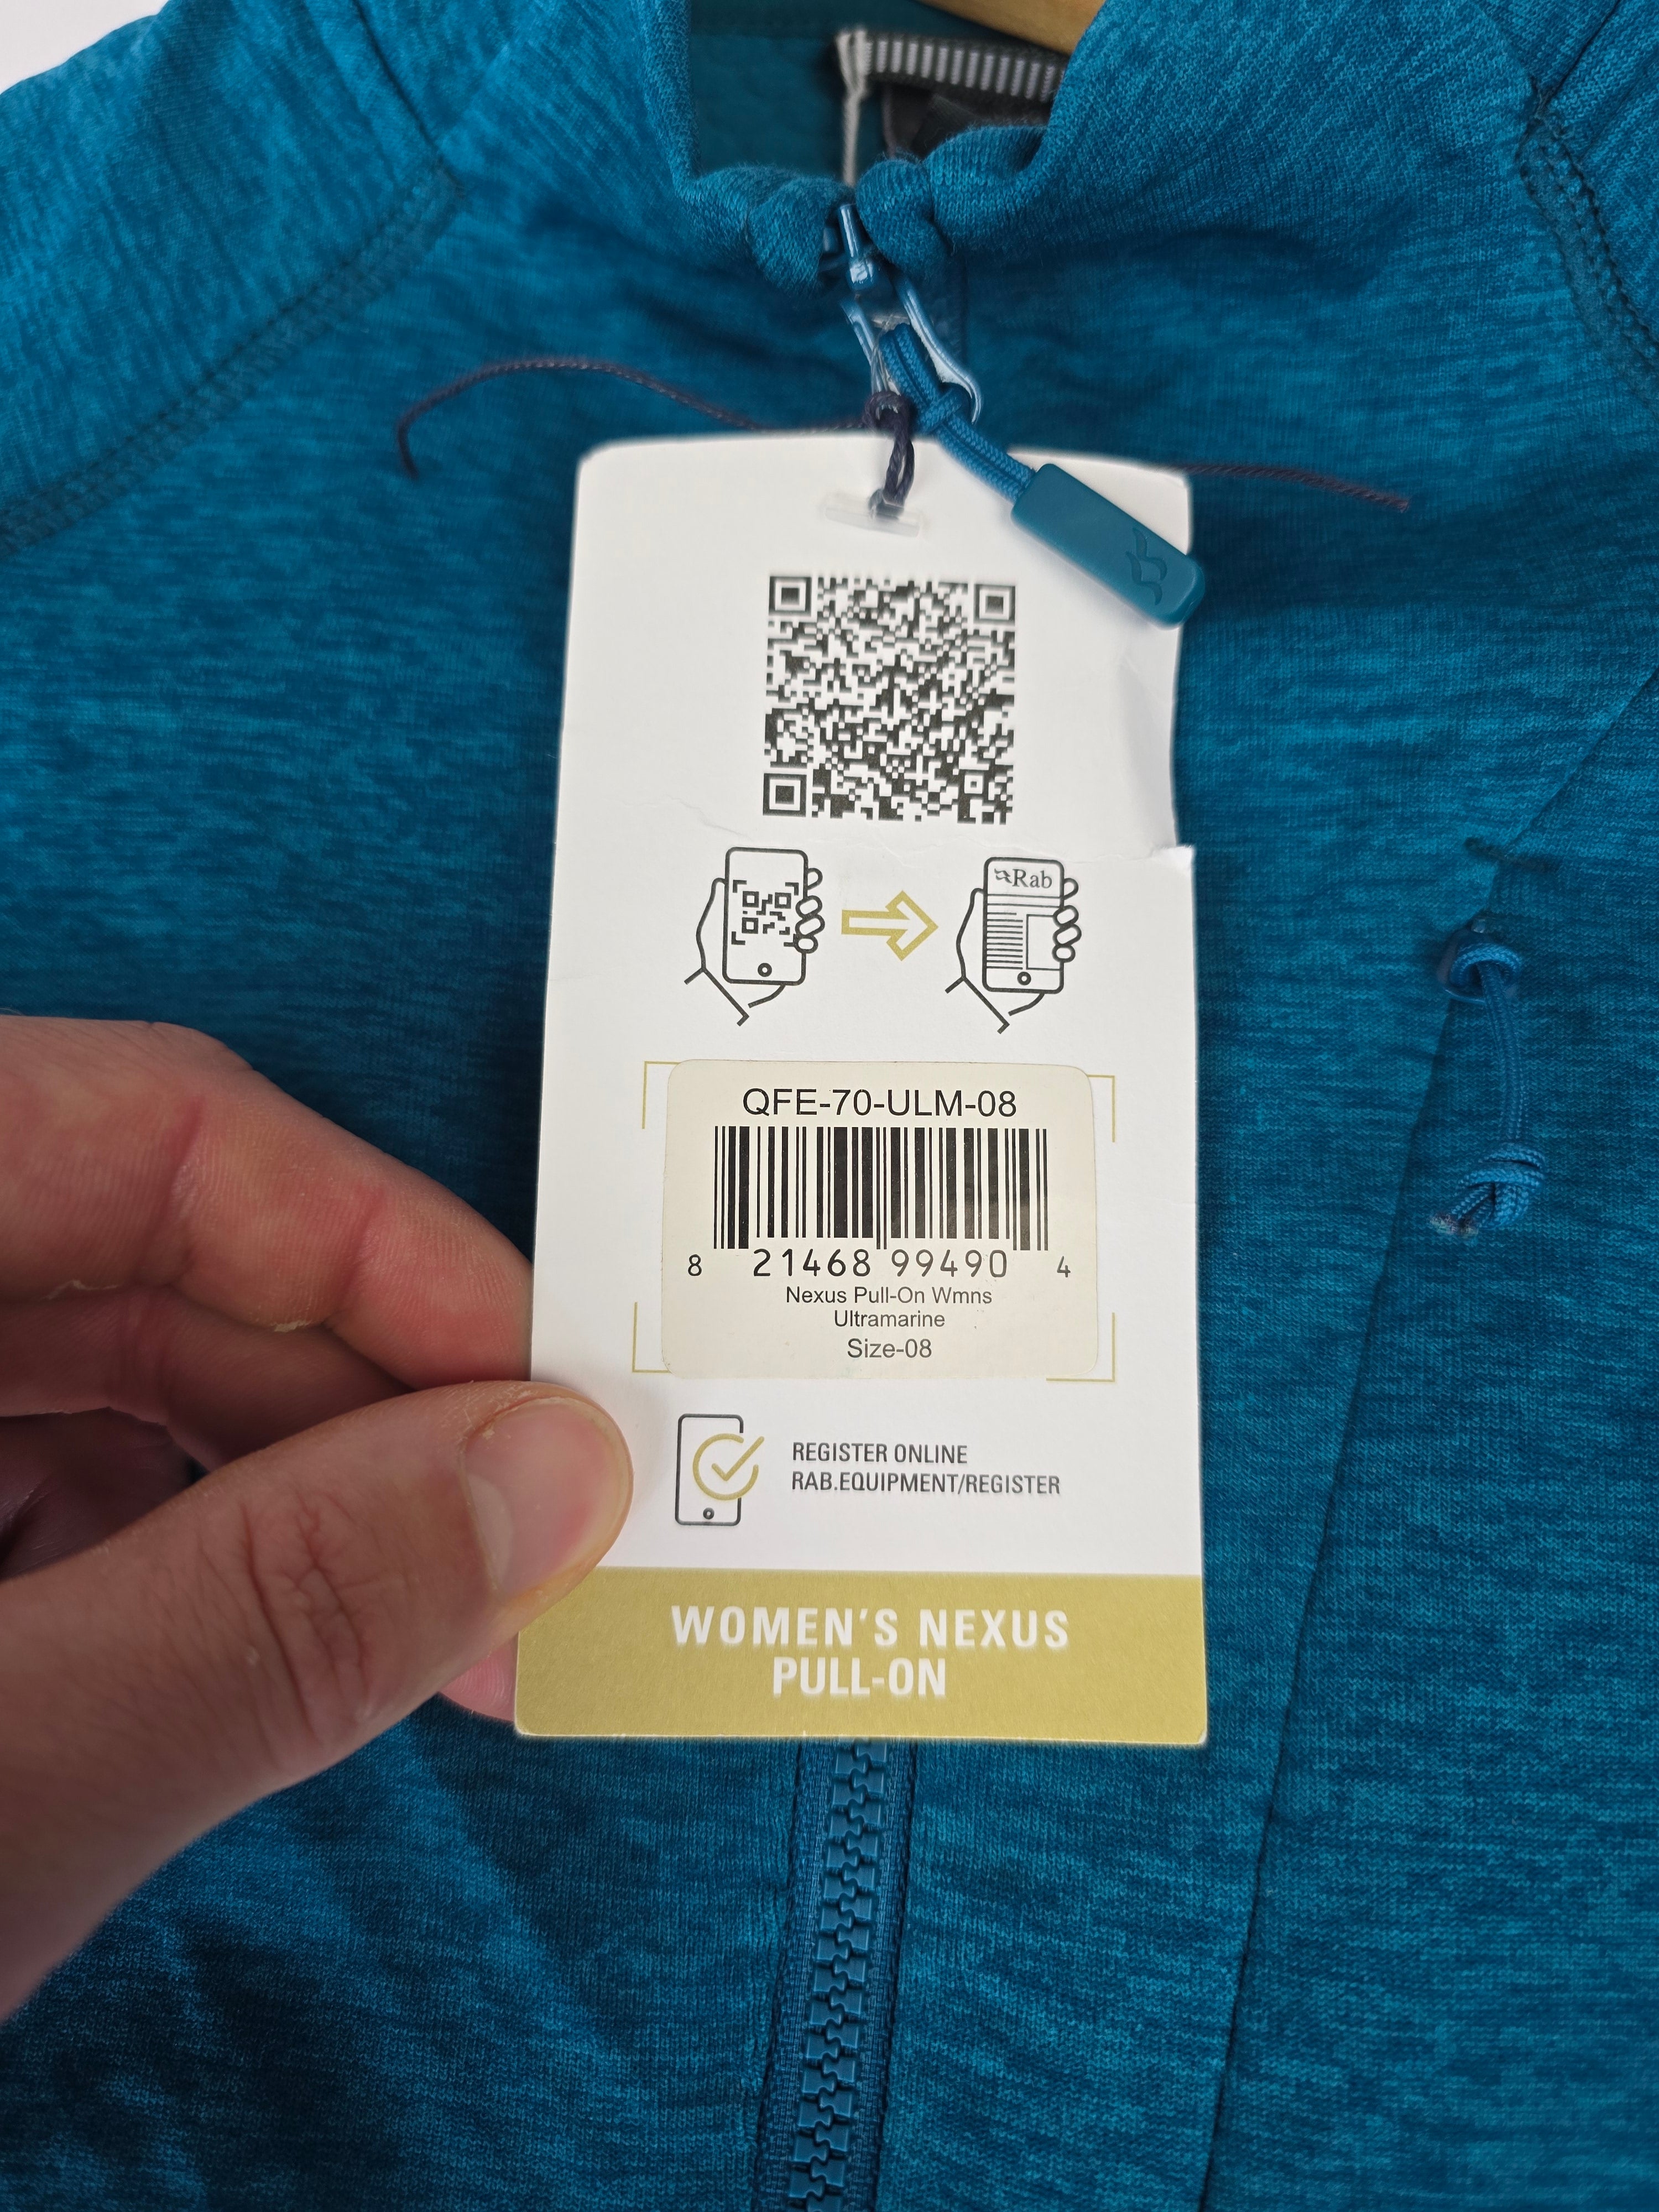 Rab
QFE-70-ULM-08
8 21468 99490 4
Nexus Pull-On Wmns
Ultramarine
Size-08
REGISTER ONLINE
RAB.EQUIPMENT/REGISTER
WOMEN'S NEXUS
PULL-ON